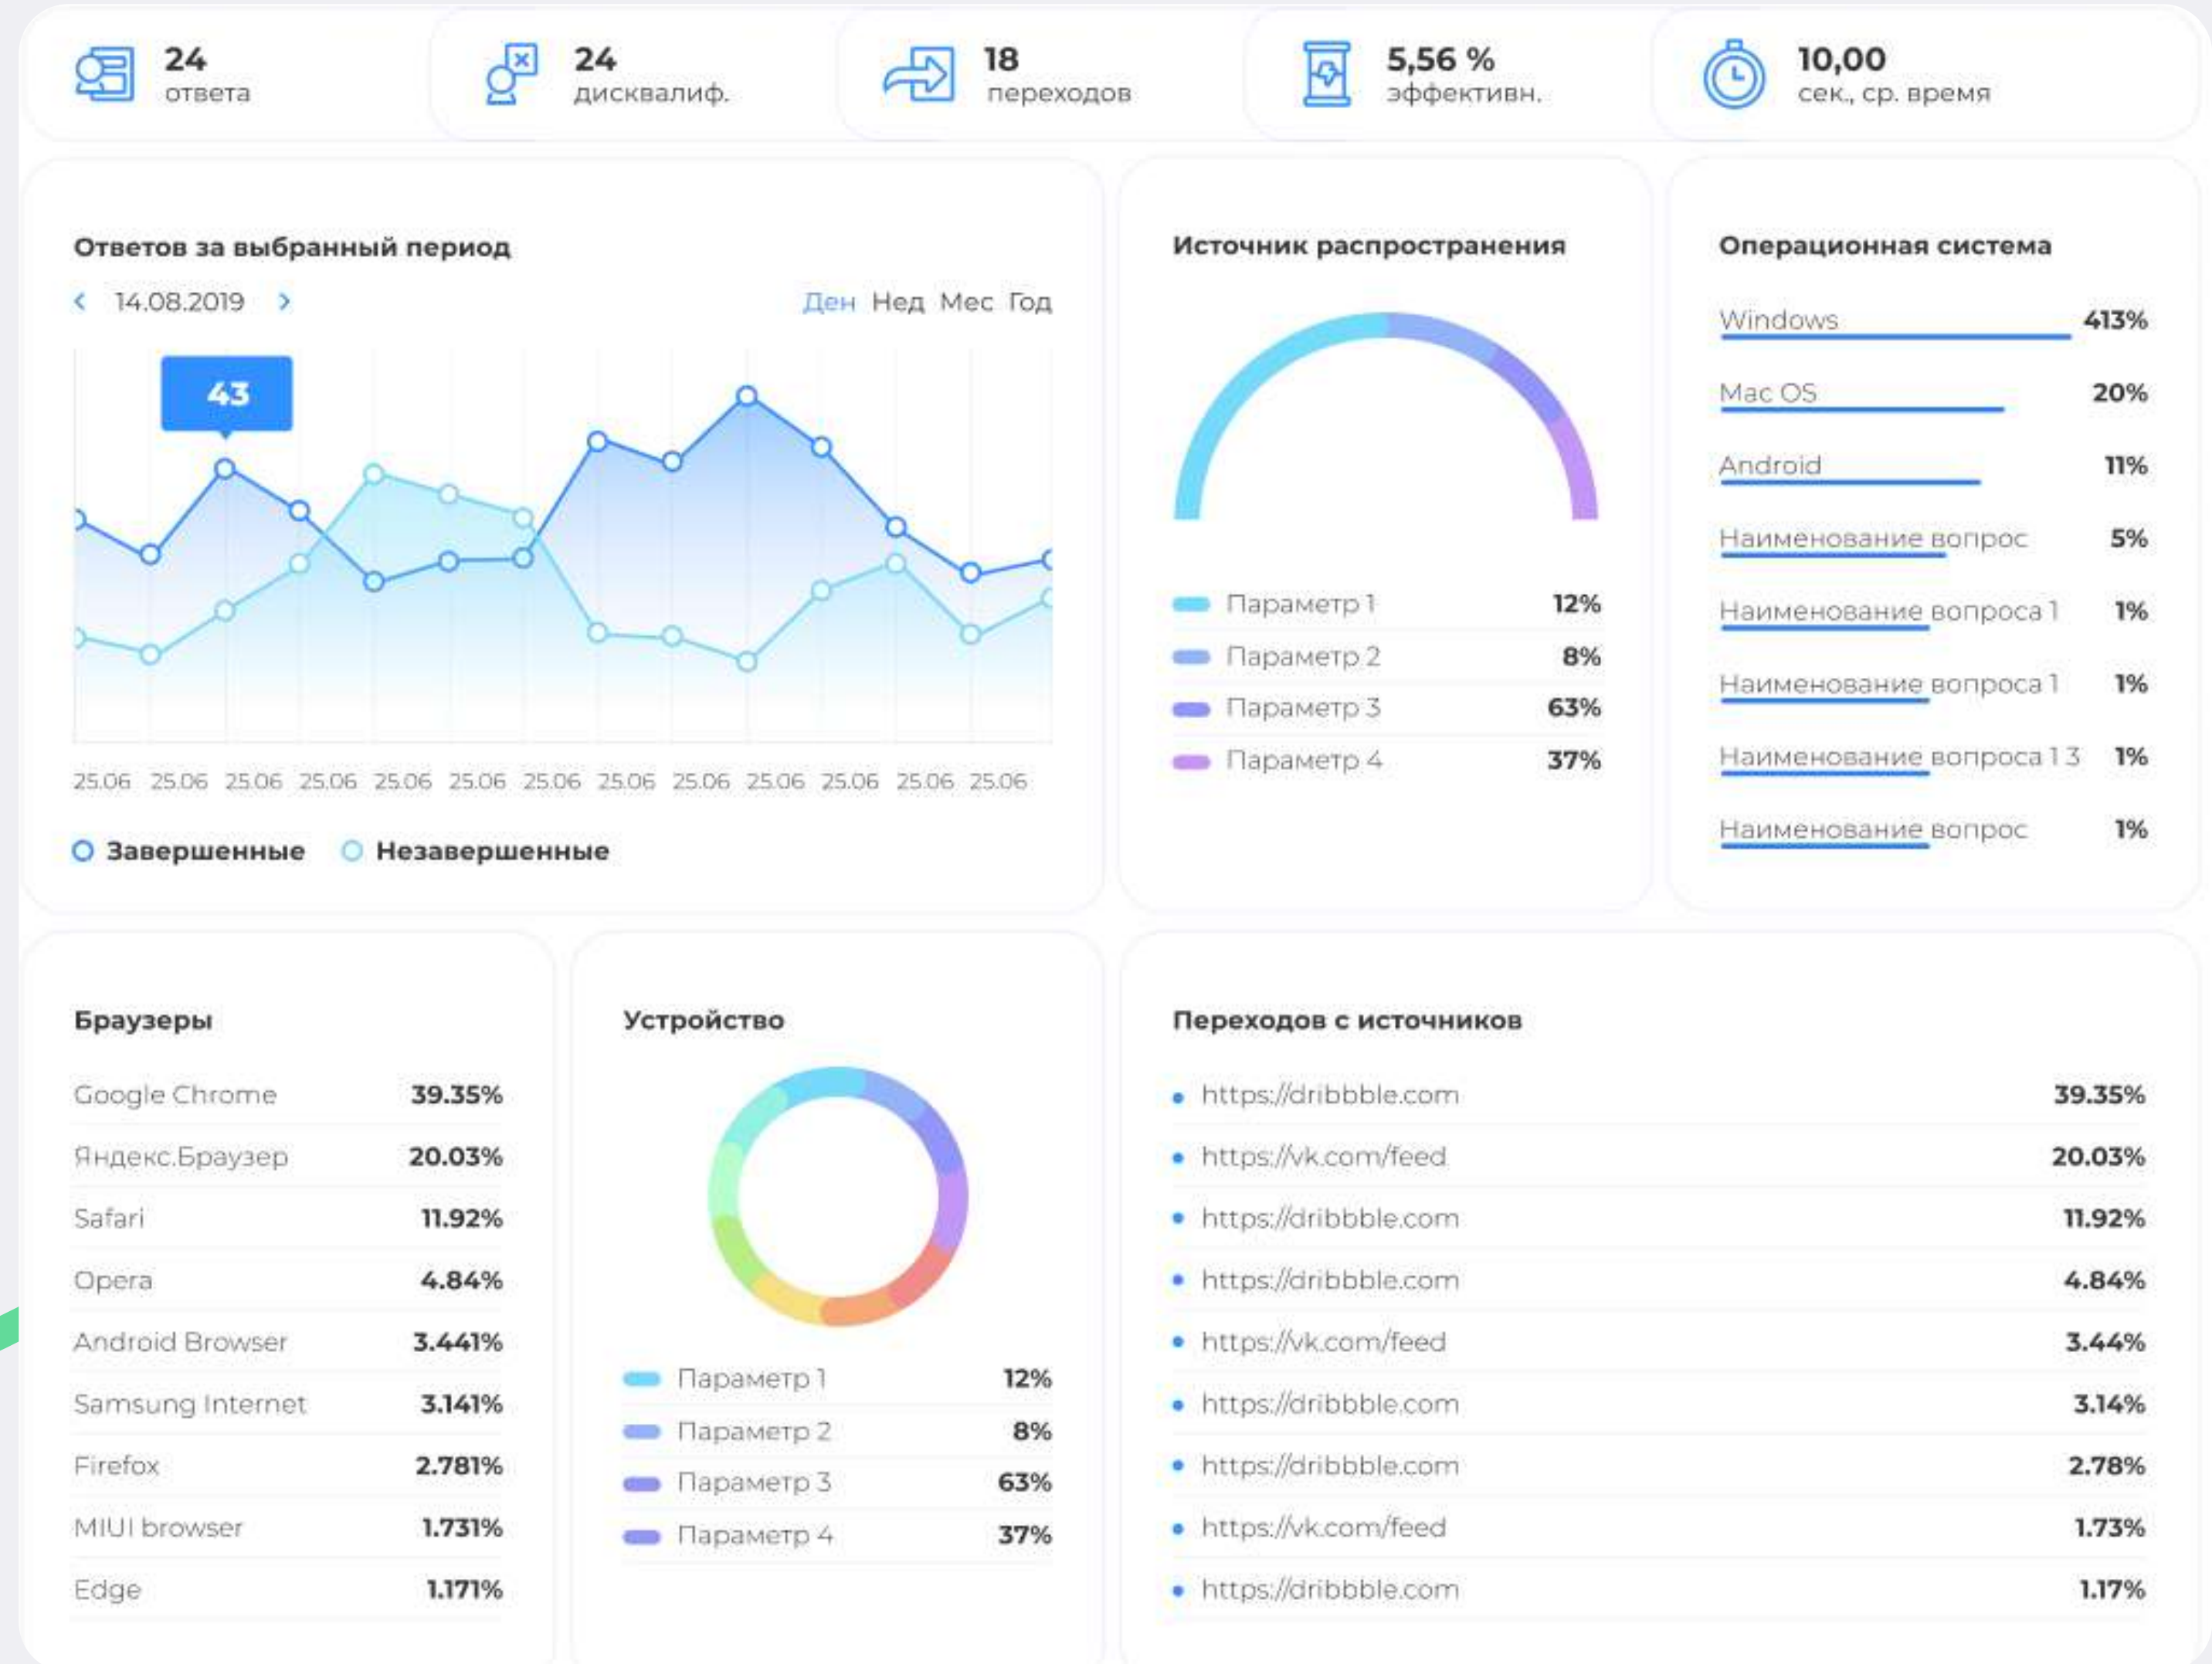 24
ответа
24
дисквалиф.
18
переходов
5,56 %
эффективн.
10,00
сек., ср. время
Ответов за выбранный период
14.08.2019
Ден Нед Мес Год
43
25.06 25.06 25.06 25.06 25.06 25.06 25.06 25.06 25.06 25.06 25.06 25.06 25.06
Завершенные Незавершенные
Источник распространения
Параметр 1 12%
Параметр 2 8%
Параметр 3 63%
Параметр 4 37%
Операционная система
Windows 413%
Mac OS 20%
Android 11%
Наименование вопрос 5%
Наименование вопроса 1 1%
Наименование вопроса 1 1%
Наименование вопроса 1 3 1%
Наименование вопрос 1%
Браузеры
Google Chrome 39.35%
Яндекс.Браузер 20.03%
Safari 11.92%
Opera 4.84%
Android Browser 3.441%
Samsung Internet 3.141%
Firefox 2.781%
MIUI browser 1.731%
Edge 1.171%
Устройство
Параметр 1 12%
Параметр 2 8%
Параметр 3 63%
Параметр 4 37%
Переходов с источников
https://dribbble.com 39.35%
https://vk.com/feed 20.03%
https://dribbble.com 11.92%
https://dribbble.com 4.84%
https://vk.com/feed 3.44%
https://dribbble.com 3.14%
https://dribbble.com 2.78%
https://vk.com/feed 1.73%
https://dribbble.com 1.17%